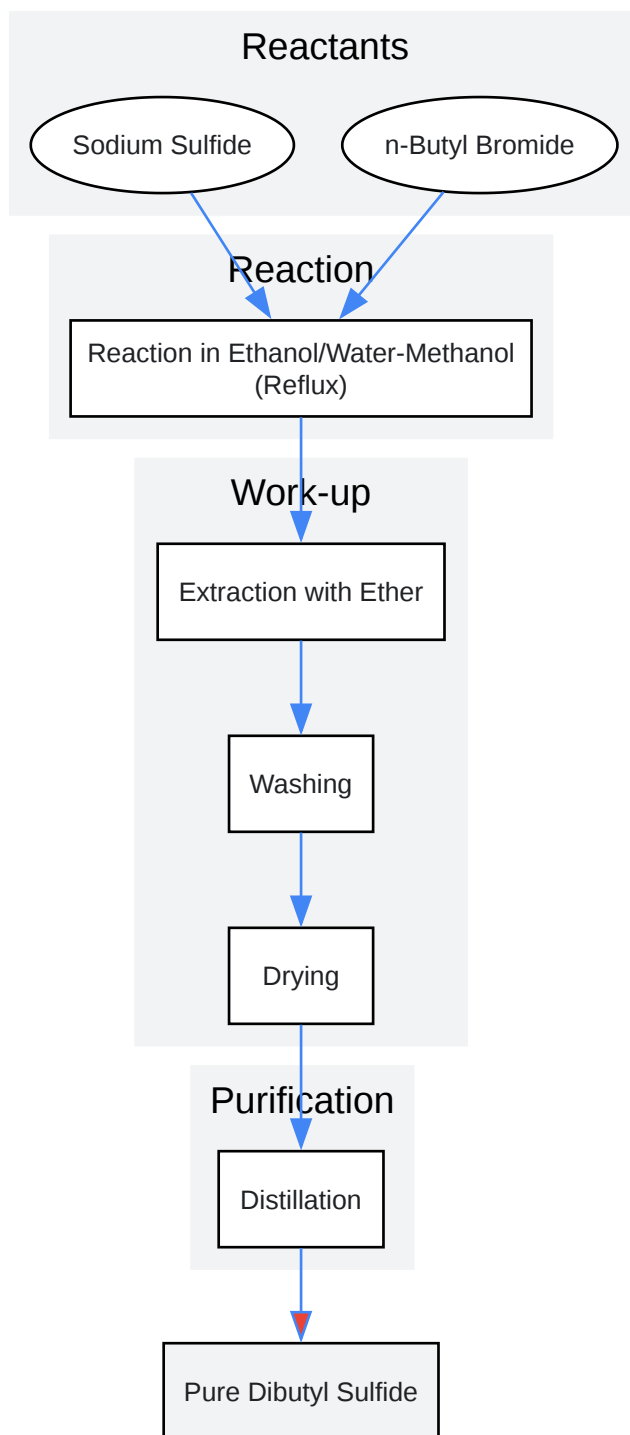 Reactants
Sodium Sulfide
n-Butyl Bromide
Reaction
Reaction in Ethanol/Water-Methanol
(Reflux)
Work-up
Extraction with Ether
Washing
Drying
Purification
Distillation
Pure Dibutyl Sulfide